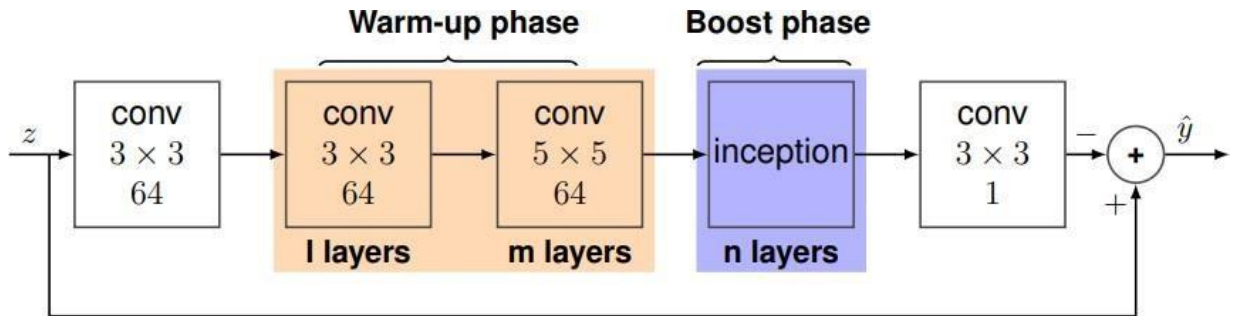 Warm-up phase
Boost phase
z
conv
3 × 3
64
conv
3 × 3
64
l layers
conv
5 × 5
64
m layers
inception
n layers
conv
3 × 3
1
−
+
+
ŷ